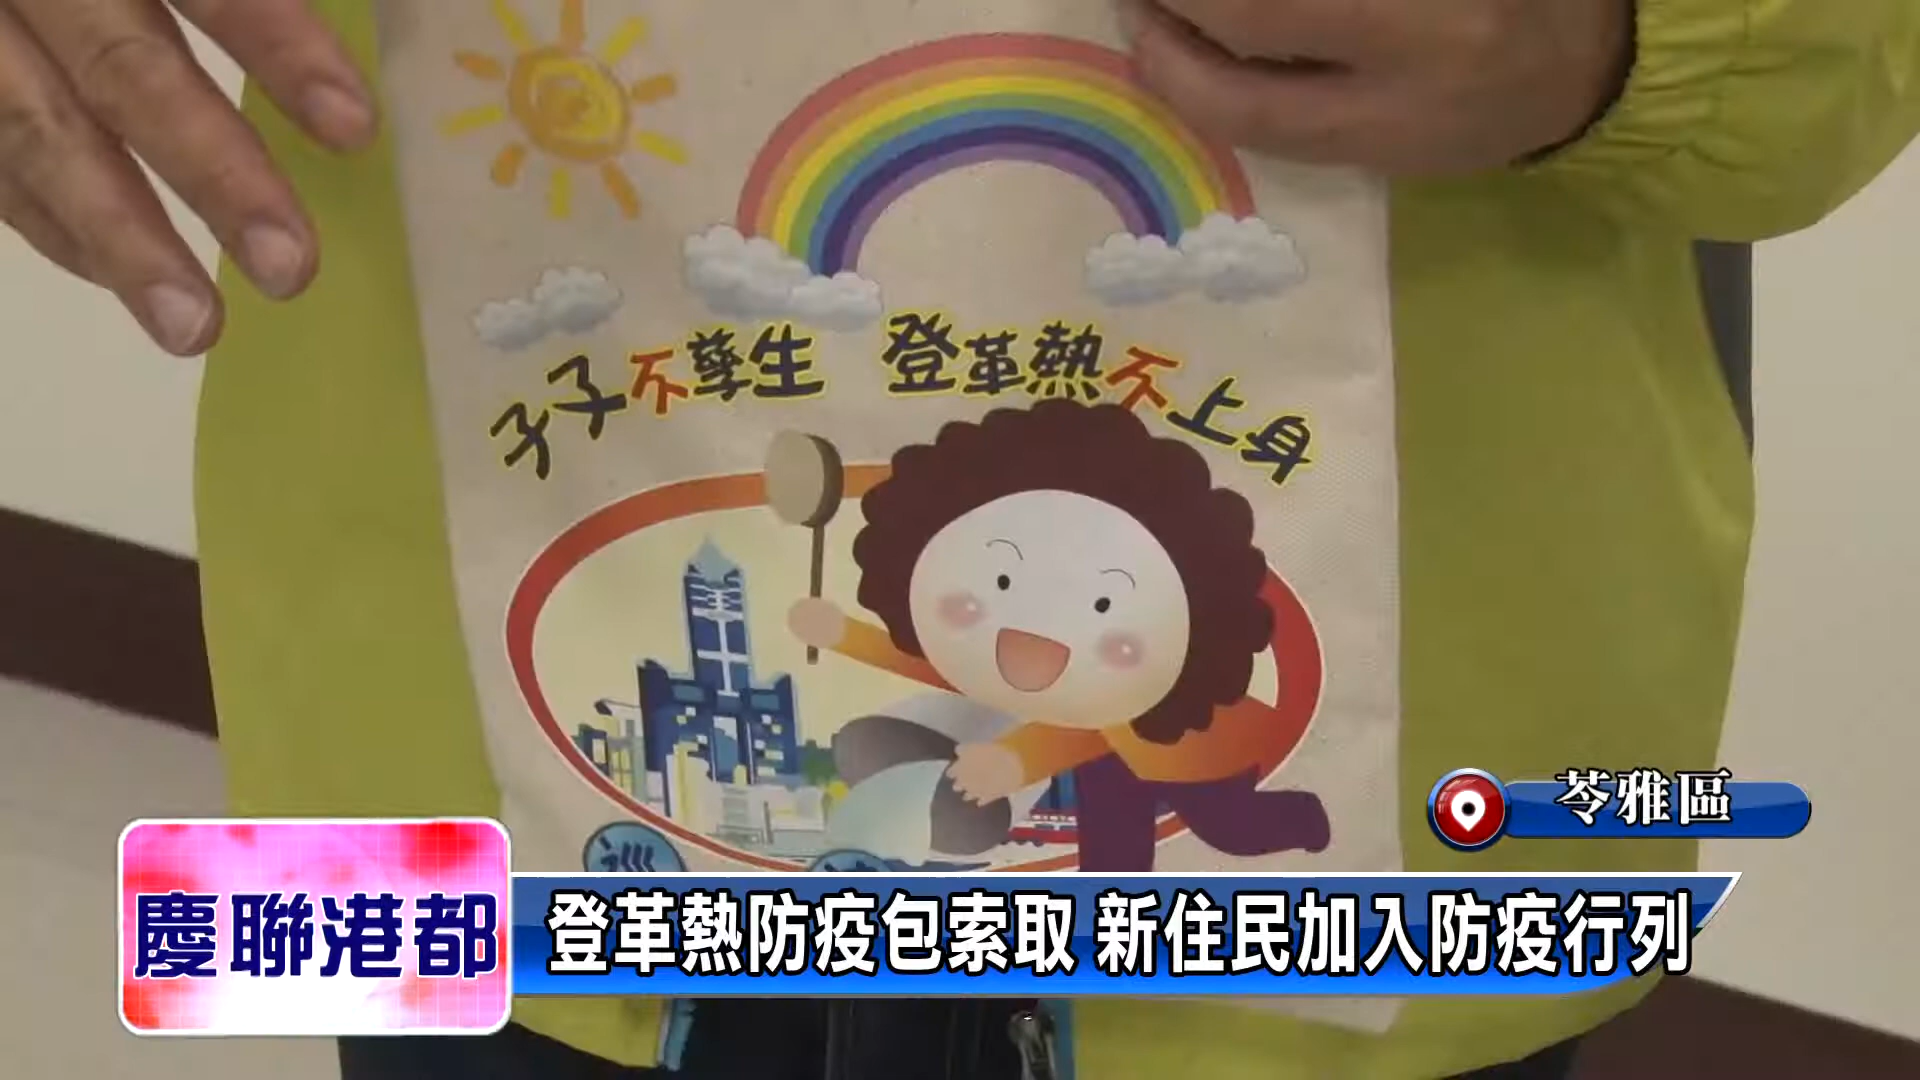 孑孓不孳生 登革熱不上身
巡
苓雅區
慶聯港都
登革熱防疫包索取 新住民加入防疫行列